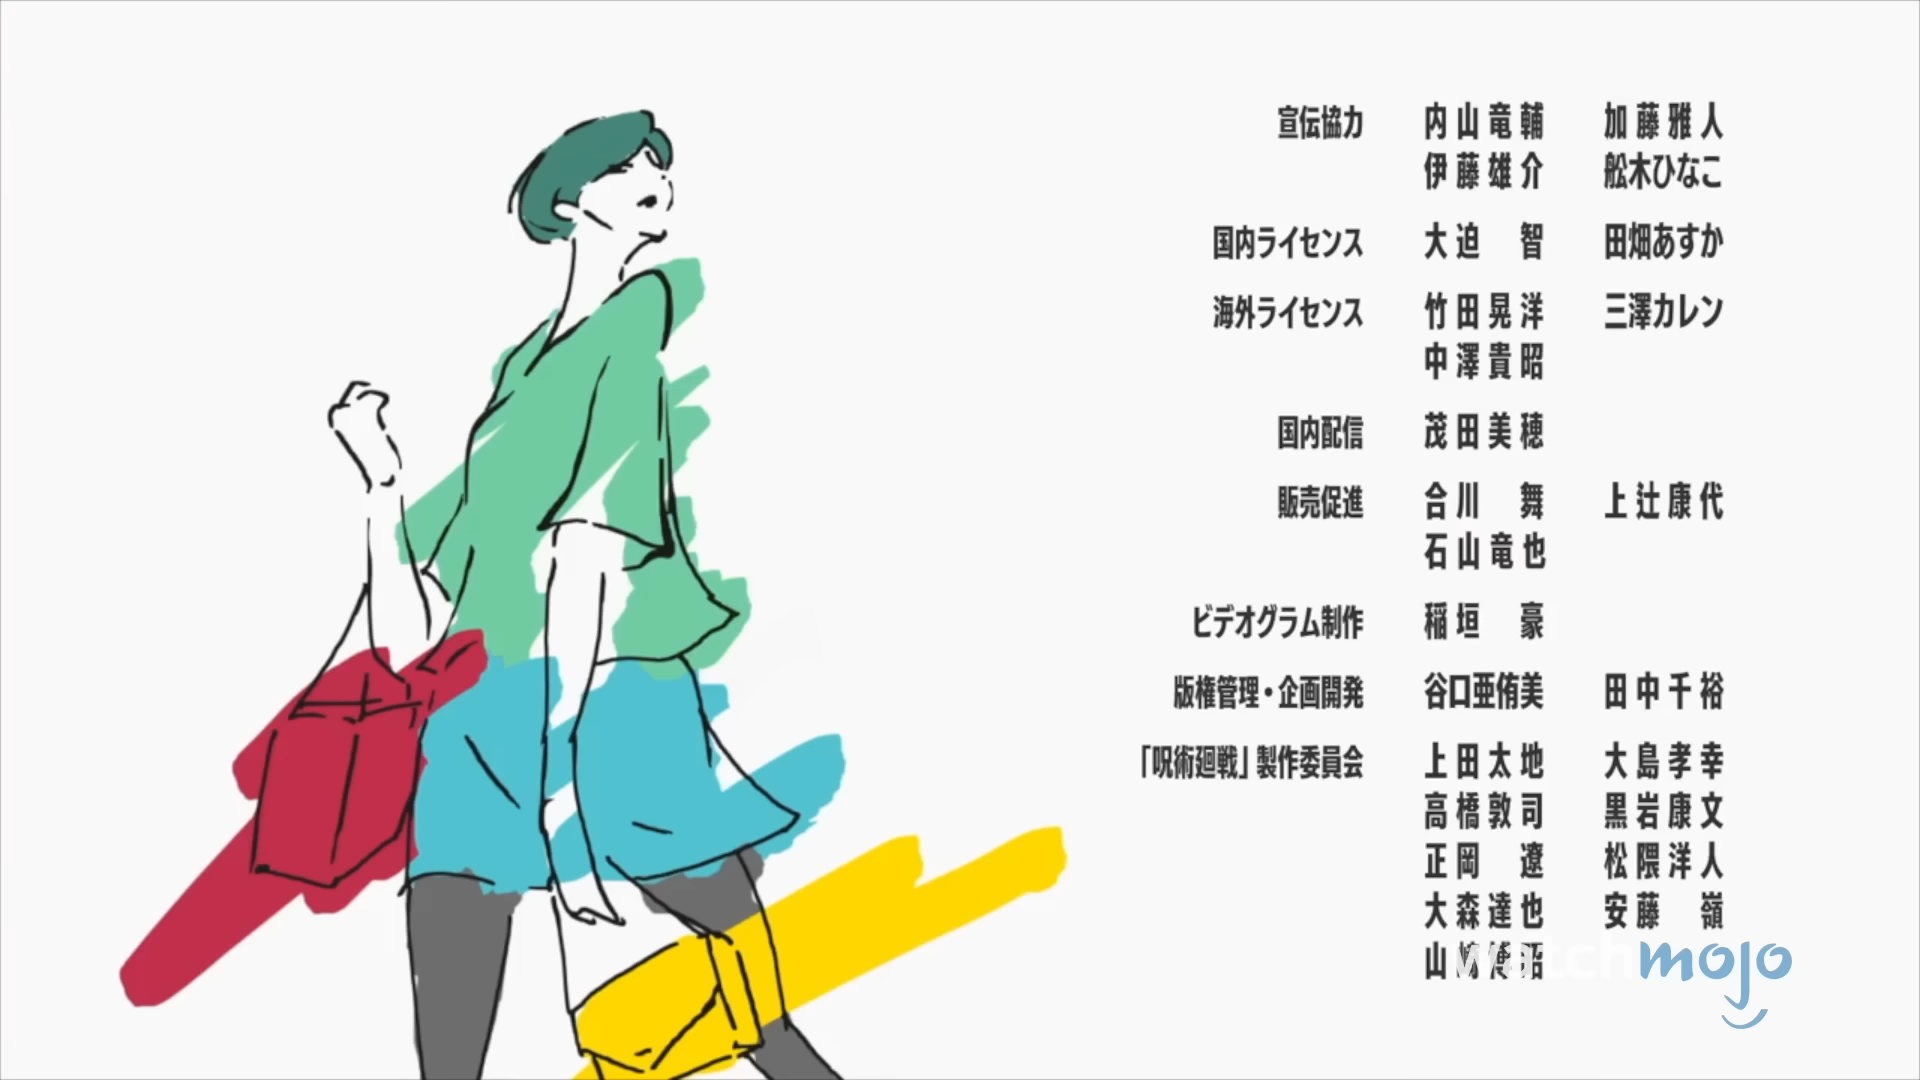 宣伝協力 内山竜輔 加藤雅人
伊藤雄介 舩木ひなこ
国内ライセンス 大迫 智 田畑あすか
海外ライセンス 竹田晃洋 三澤カレン
中澤貴昭
国内配信 茂田美穂
販売促進 合川 舞 上辻康代
石山竜也
ビデオグラム制作 稲垣 豪
版権管理・企画開発 谷口亜侑美 田中千裕
「呪術廻戦」製作委員会 上田太地 大島孝幸
高橋敦司 黒岩康文
正岡 遼 松隈洋人
大森達也 安藤 嶺
watchmojo